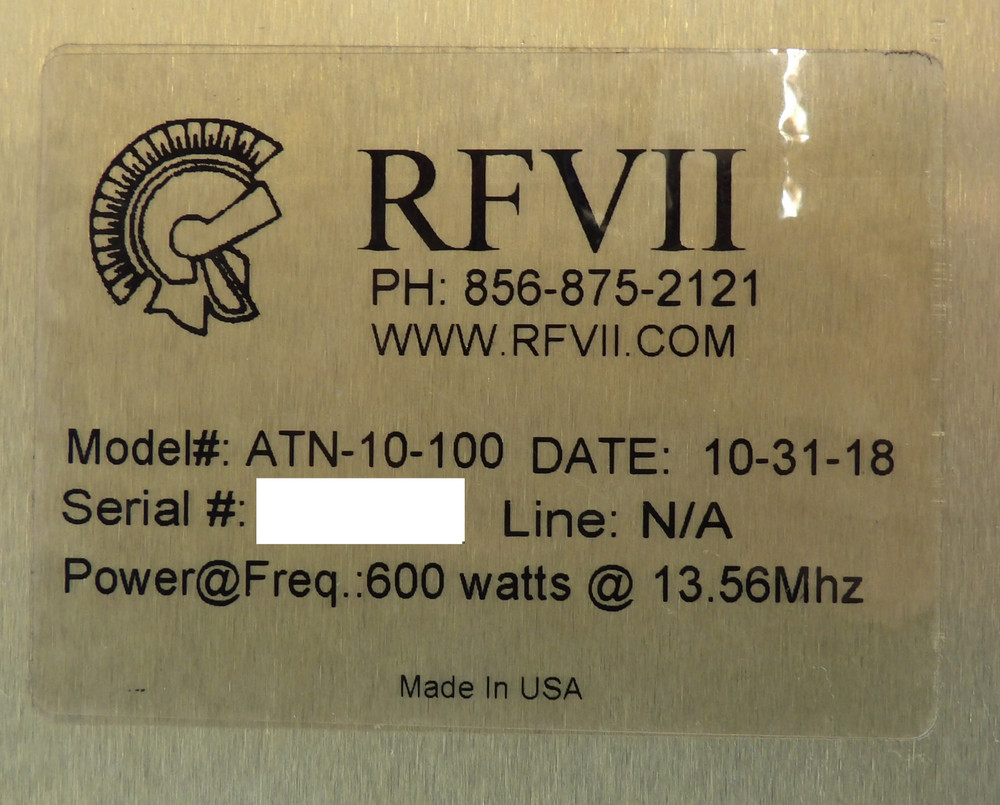 RFVII
PH: 856-875-2121
WWW.RFVII.COM
Model#: ATN-10-100 DATE: 10-31-18
Serial #: Line: N/A
Power@Freq.:600 watts @ 13.56Mhz
Made In USA